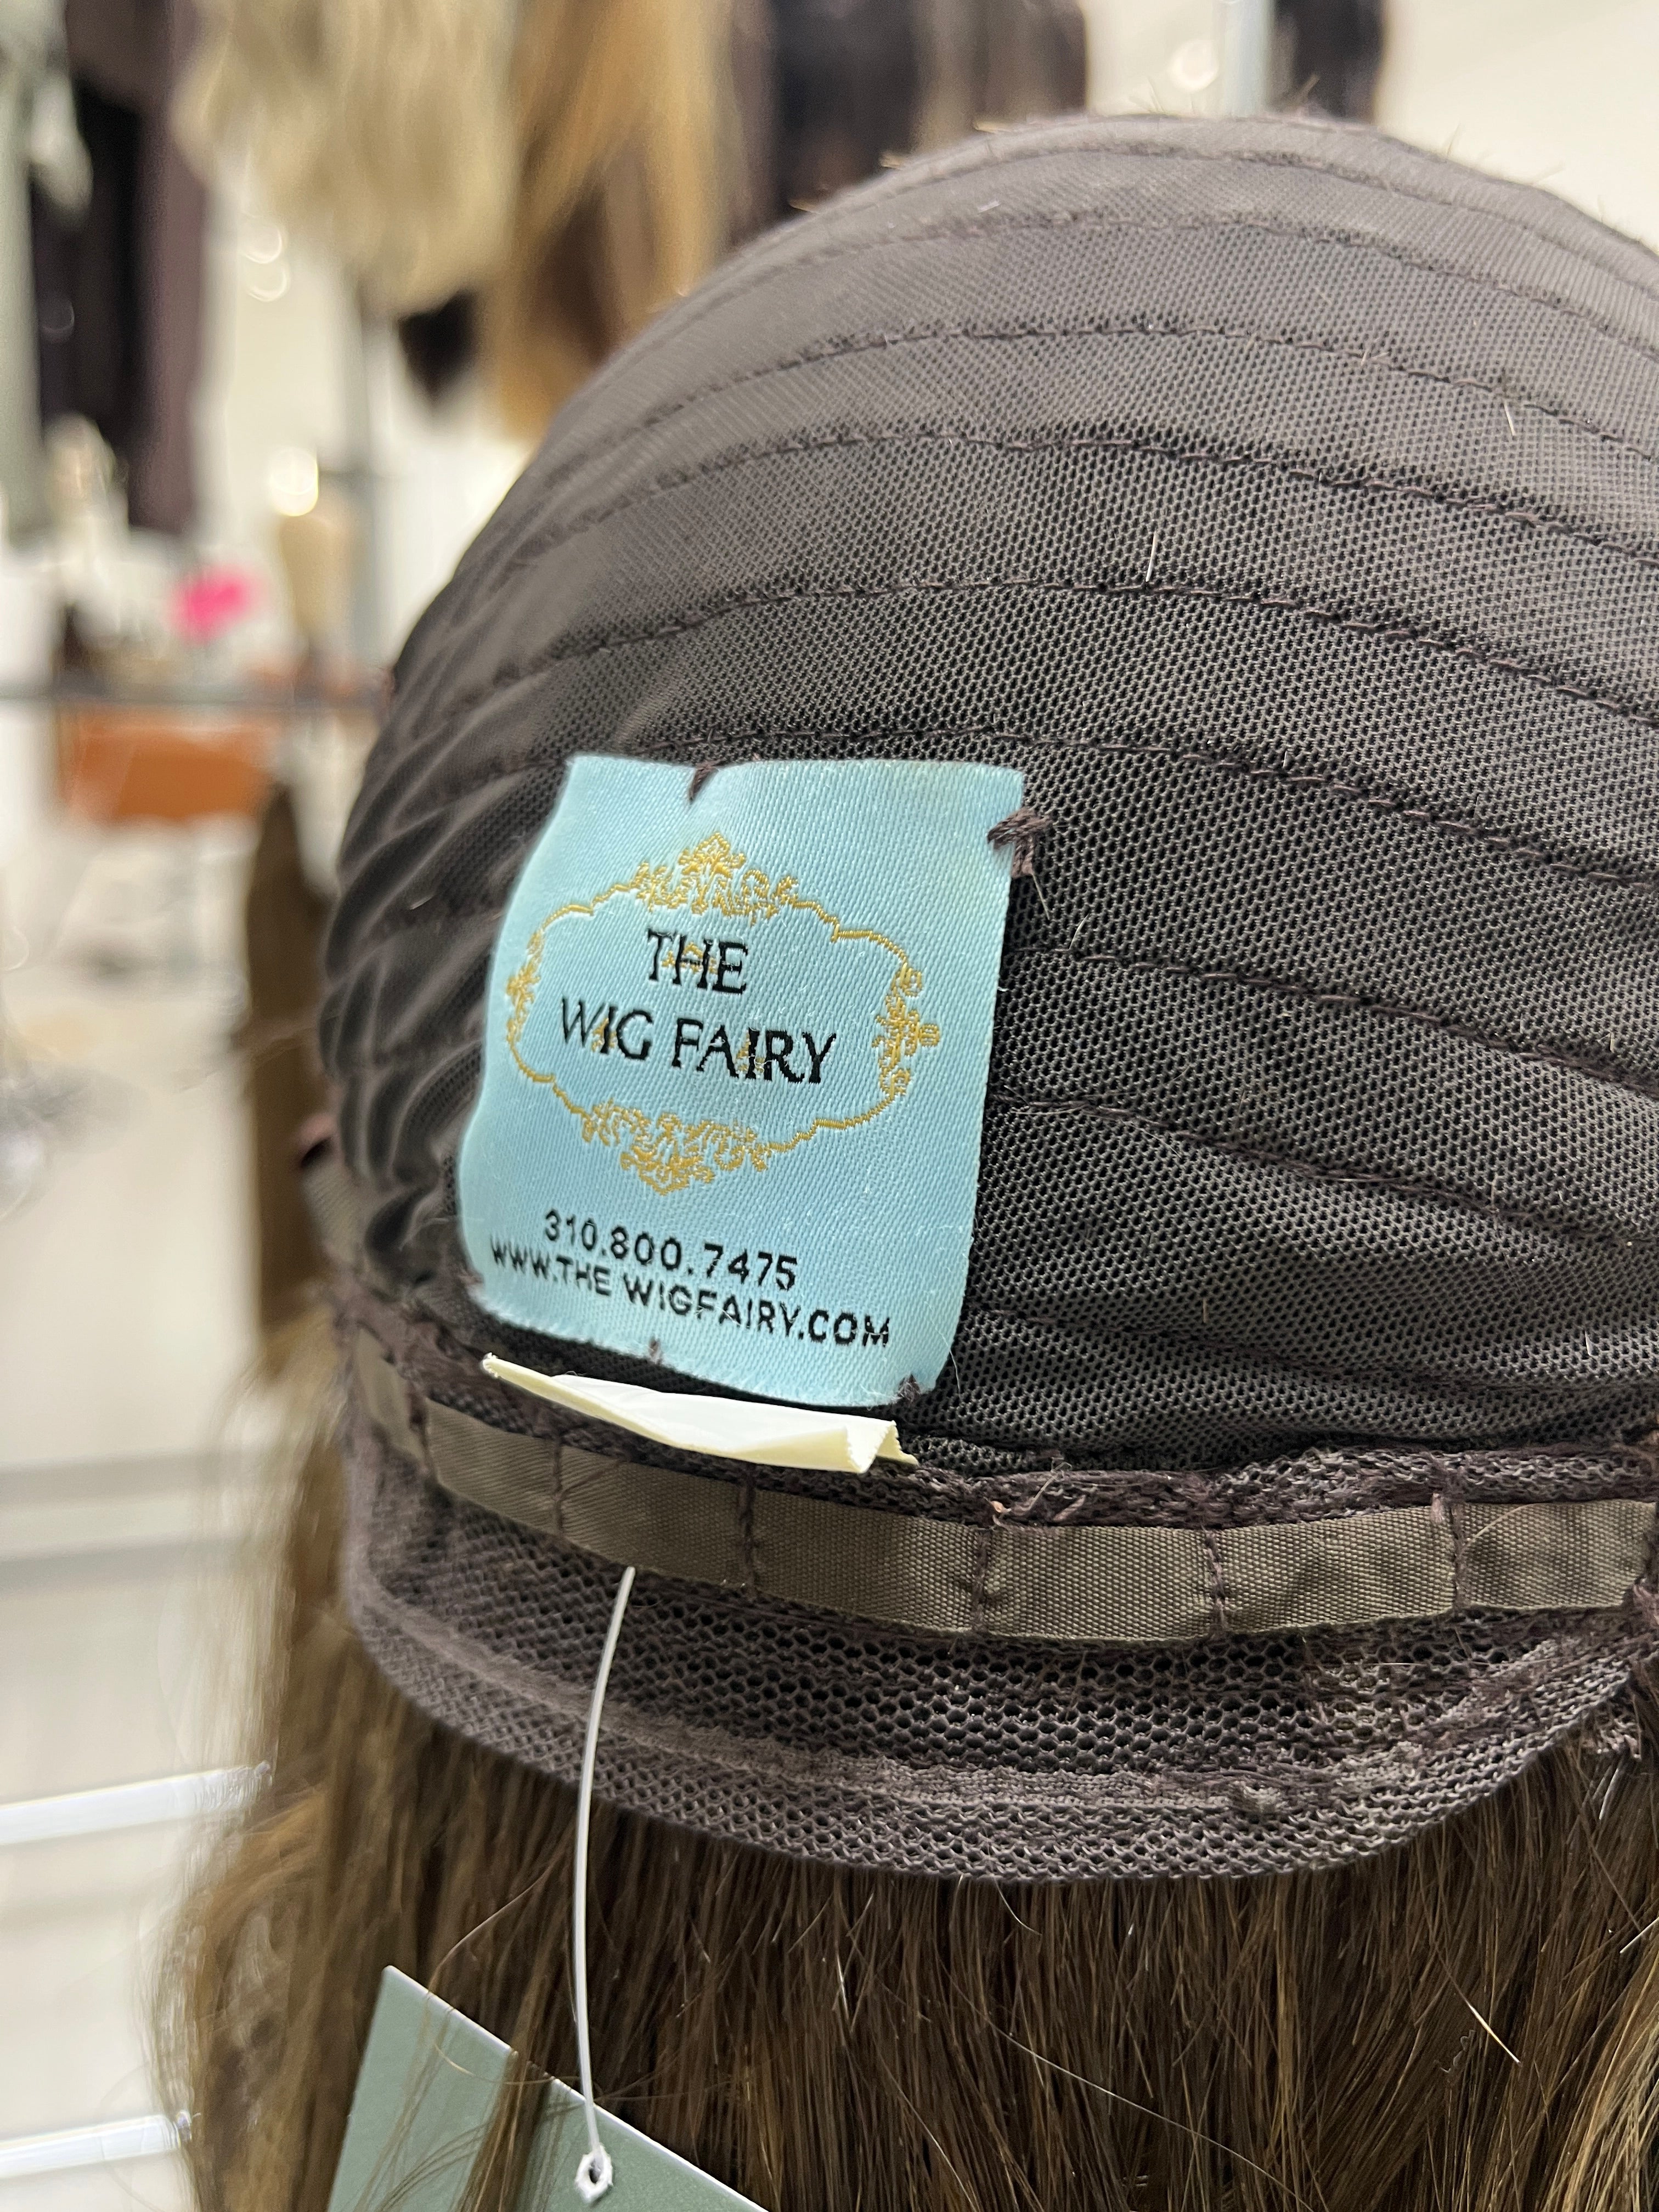 THE
WIG FAIRY
310.800.7475
WWW.THE WIGFAIRY.COM